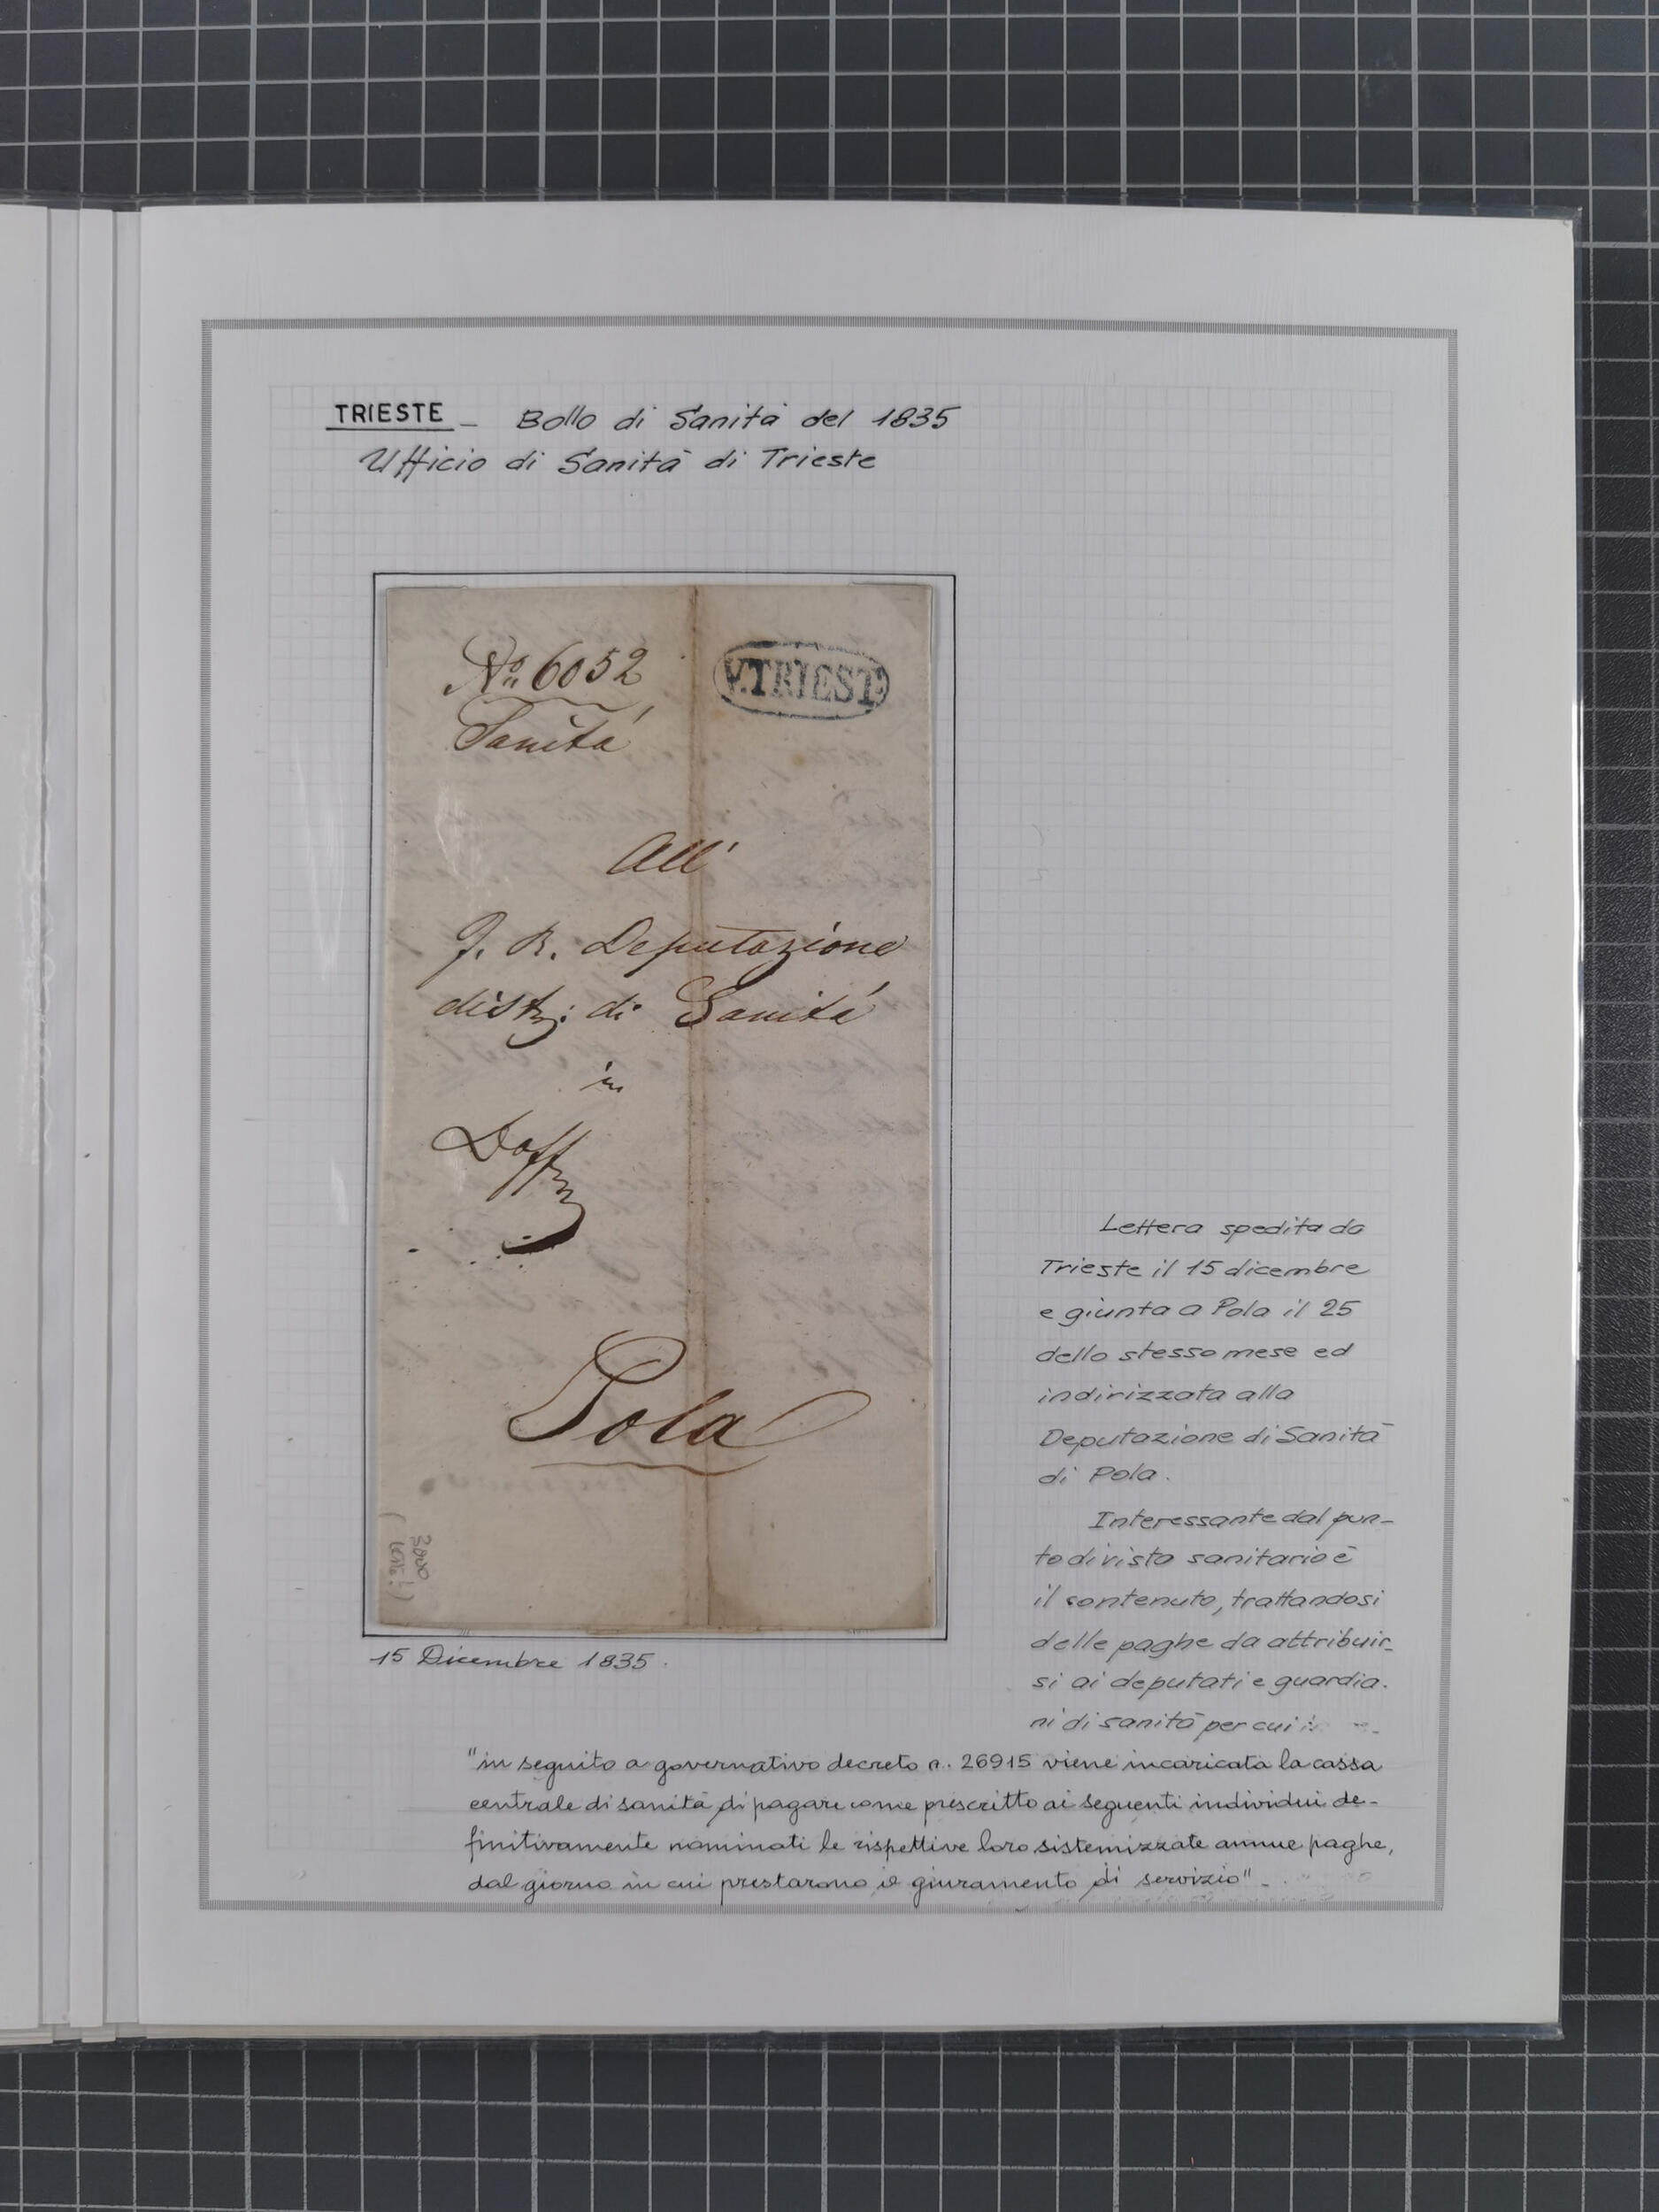 TRIESTE - Bollo di Sanità del 1835
Ufficio di Sanità di Trieste
No. 6052
Sanità
V. TRIEST.
All'
I. R. Deputazione
distr: di Sanità
in
Pola
3000
15 Dicembre 1835.
Lettera spedita da
Trieste il 15 dicembre
e giunta a Pola il 25
dello stesso mese ed
indirizzata alla
Deputazione di Sanità
di Pola.
Interessante dal pun-
to di vista sanitario è
il contenuto, trattandosi
delle paghe da attribuir-
si ai deputati e guardia-
ni di sanità per cui
"in seguito a governativo decreto n. 26915 viene incaricata la cassa
centrale di sanità di pagare come prescritto ai seguenti individui de-
finitivamente nominati le rispettive loro sistemizzate annue paghe,
dal giorno in cui prestarono il giuramento di servizio" -